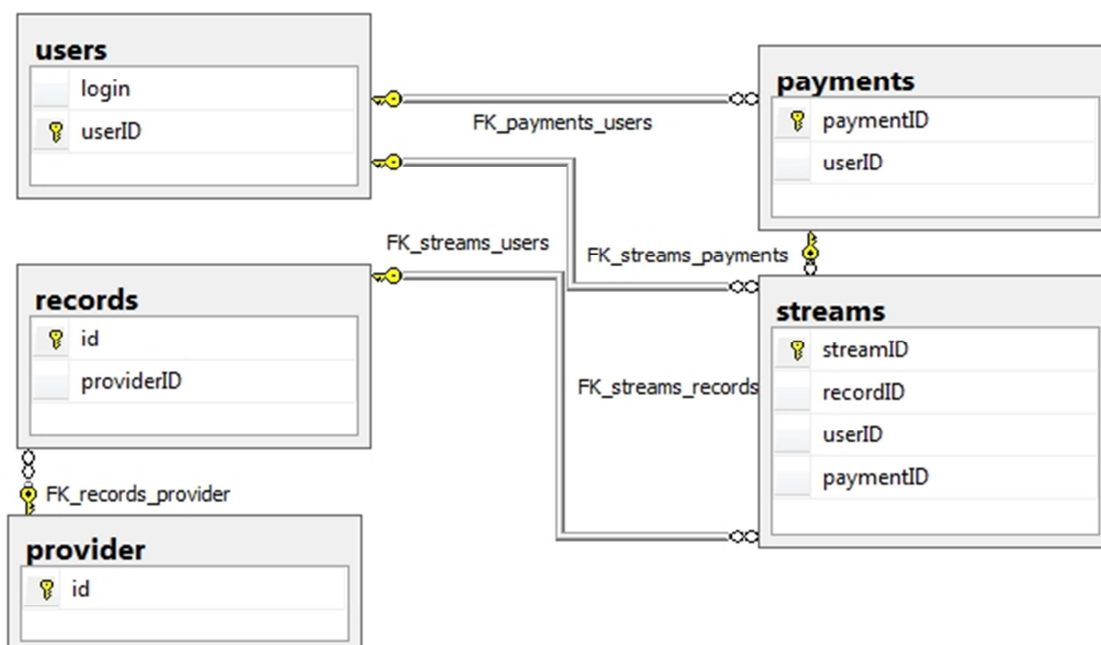 users
login
userID
payments
paymentID
userID
FK_payments_users
FK_streams_users
FK_streams_payments
records
id
providerID
streams
streamID
recordID
userID
paymentID
FK_streams_records
FK_records_provider
provider
id